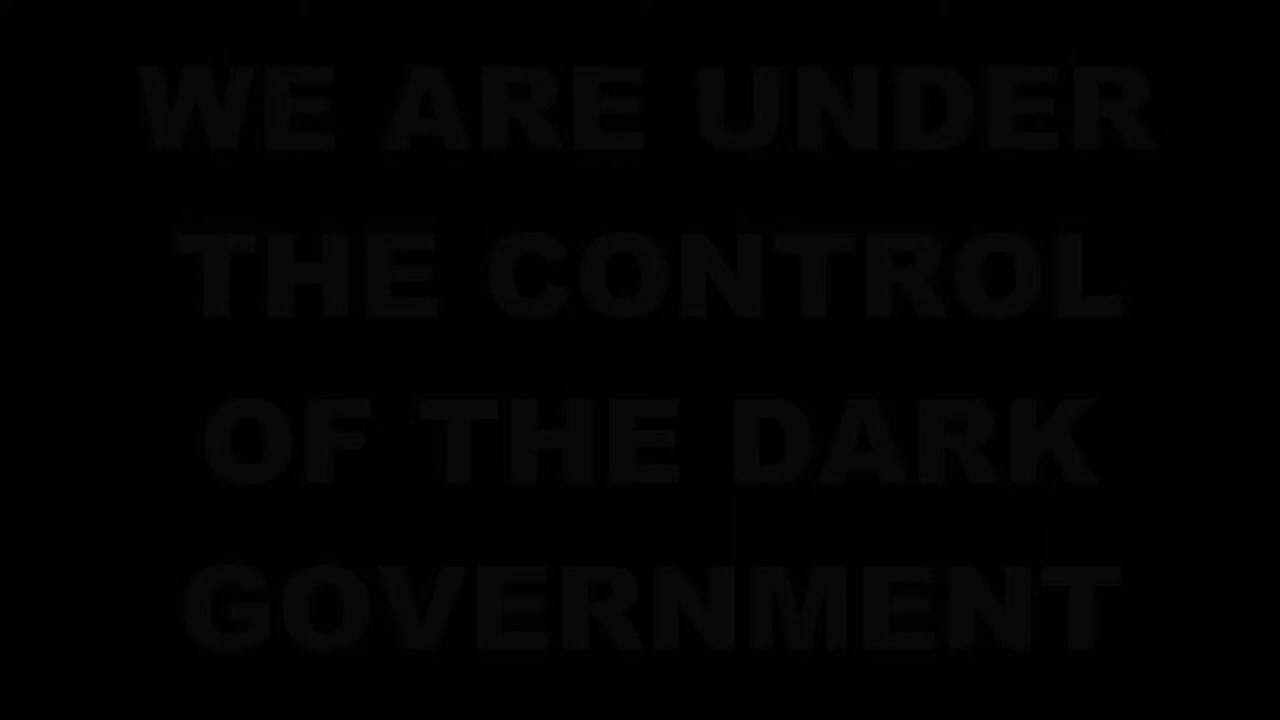 WE ARE UNDER
THE CONTROL
OF THE DARK
GOVERNMENT